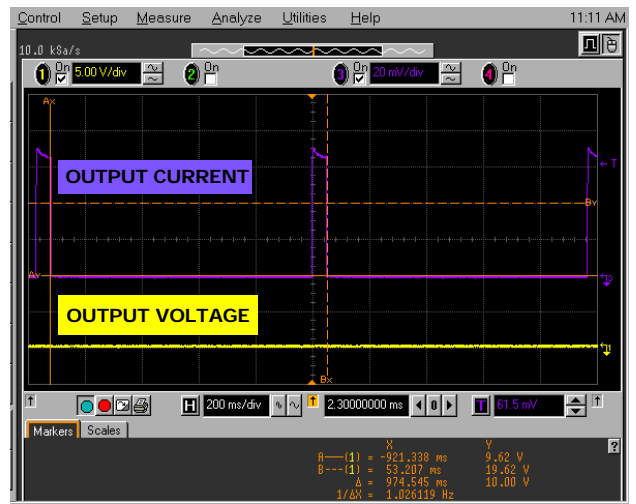 Control Setup Measure Analyze Utilities Help 11:11 AM
10.0 kSa/s
1 On 5.00 V/div 2 On 3 On 20 mV/div 4 On
Ax
T
OUTPUT CURRENT
By
Ay
3
OUTPUT VOLTAGE
1
Bx
H 200 ms/div 2.30000000 ms 0 T 61.5 mV
Markers Scales ?
X Y
A—(1) = -921.338 ms 9.62 V
B---(1) = 53.207 ms 19.62 V
Δ = 974.545 ms 10.00 V
1/ΔX = 1.026119 Hz